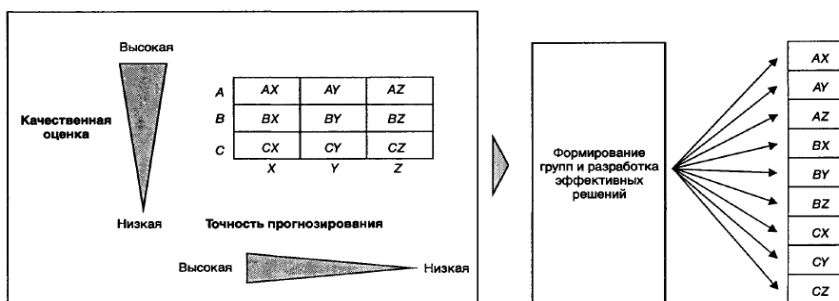 Высокая
Качественная
оценка
Низкая
A AX AY AZ
B BX BY BZ
C CX CY CZ
X Y Z
Точность прогнозирования
Высокая Низкая
Формирование
групп и разработка
эффективных
решений
AX
AY
AZ
BX
BY
BZ
CX
CY
CZ